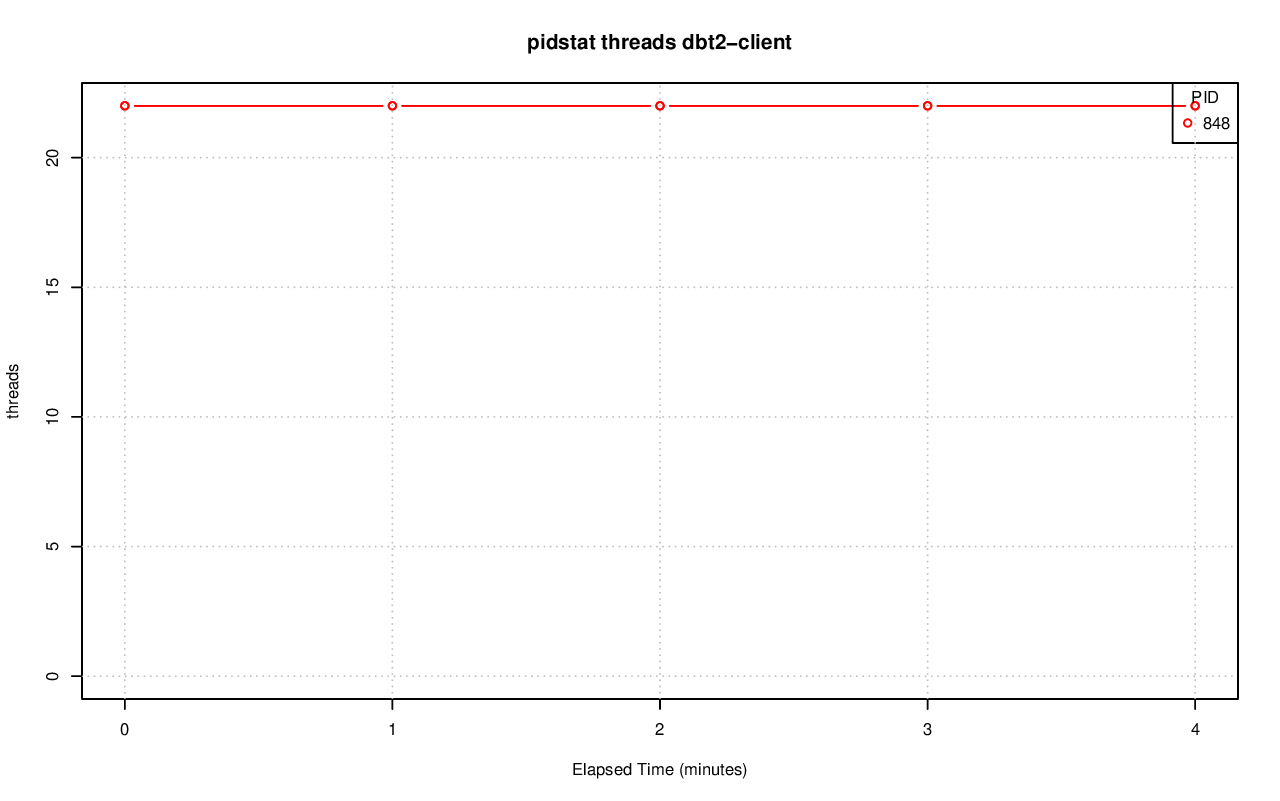 pidstat threads dbt2−client
PID
848
threads
20
15
10
5
0
0 1 2 3 4
Elapsed Time (minutes)